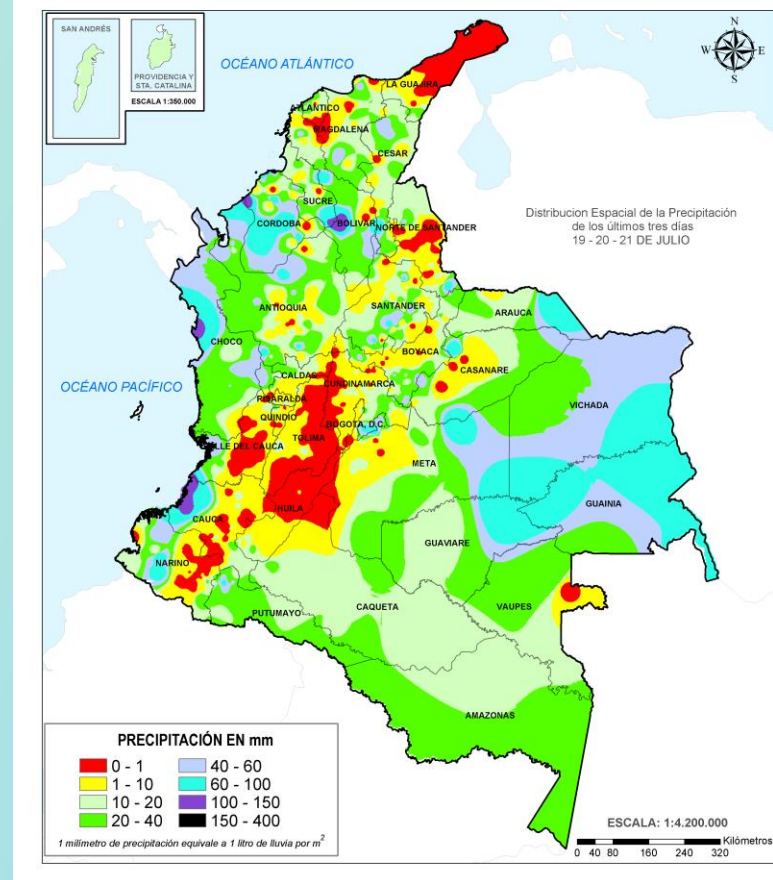 SAN ANDRÉS
PROVIDENCIA Y
STA. CATALINA
ESCALA 1:350.000
OCÉANO ATLÁNTICO
N
W
E
S
LA GUAJIRA
ATLANTICO
MAGDALENA
CESAR
SUCRE
CORDOBA
BOLIVAR
NORTE DE SANTANDER
Distribucion Espacial de la Precipitación
de los últimos tres días
19 - 20 - 21 DE JULIO
ANTIOQUIA
SANTANDER
ARAUCA
CHOCO
BOYACA
CASANARE
CALDAS
CUNDINAMARCA
OCÉANO PACÍFICO
RISARALDA
VICHADA
QUINDIO
BOGOTA, D.C.
TOLIMA
VALLE DEL CAUCA
META
GUAINIA
HUILA
CAUCA
GUAVIARE
NARIÑO
CAQUETA
VAUPES
PUTUMAYO
AMAZONAS
PRECIPITACIÓN EN mm
0 - 1
40 - 60
1 - 10
60 - 100
10 - 20
100 - 150
20 - 40
150 - 400
1 milímetro de precipitación equivale a 1 litro de lluvia por m²
ESCALA: 1:4.200.000
Kilómetros
0 40 80 160 240 320